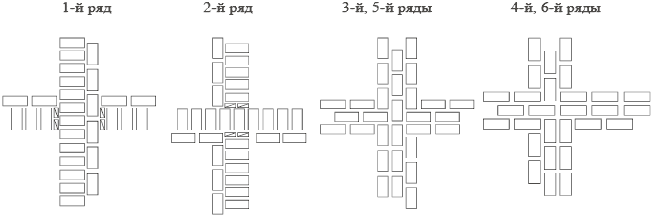 1-й ряд 2-й ряд 3-й, 5-й ряды 4-й, 6-й ряды